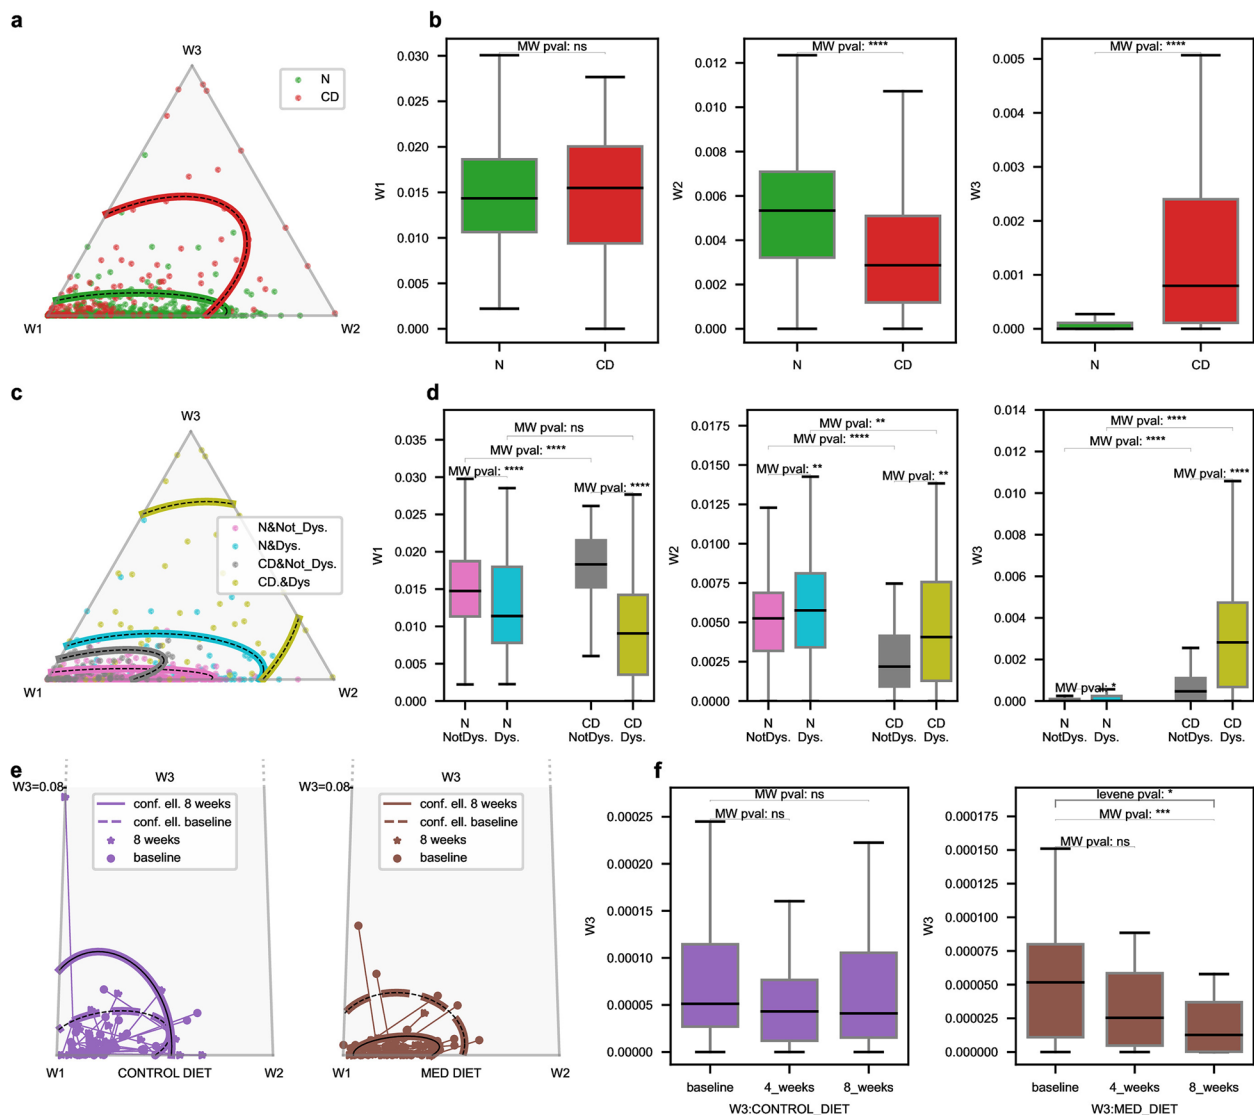 a
W3
N
CD
W1
W2
b
MW pval: ns
0.030
0.025
0.020
0.015
0.010
0.005
0.000
W1
N
CD
MW pval: ****
0.012
0.010
0.008
0.006
0.004
0.002
0.000
W2
N
CD
MW pval: ****
0.005
0.004
0.003
0.002
0.001
0.000
W3
N
CD
c
W3
N&Not_Dys.
N&Dys.
CD&Not_Dys.
CD.&Dys
W1
W2
d
MW pval: ns
MW pval: ****
MW pval: ****
MW pval: ****
0.035
0.030
0.025
0.020
0.015
0.010
0.005
0.000
W1
N
NotDys.
N
Dys.
CD
NotDys.
CD
Dys.
MW pval: **
MW pval: ****
MW pval: **
MW pval: **
0.0175
0.0150
0.0125
0.0100
0.0075
0.0050
0.0025
0.0000
W2
N
NotDys.
N
Dys.
CD
NotDys.
CD
Dys.
MW pval: ****
MW pval: ****
MW pval: ****
MW pval: *
0.014
0.012
0.010
0.008
0.006
0.004
0.002
0.000
W3
N
NotDys.
N
Dys.
CD
NotDys.
CD
Dys.
e
W3
W3=0.08
conf. ell. 8 weeks
conf. ell. baseline
8 weeks
baseline
W1
CONTROL DIET
W2
W3
W3=0.08
conf. ell. 8 weeks
conf. ell. baseline
8 weeks
baseline
W1
MED DIET
W2
f
MW pval: ns
MW pval: ns
0.00025
0.00020
0.00015
0.00010
0.00005
0.00000
W3
baseline
4_weeks
8_weeks
W3:CONTROL_DIET
levene pval: *
MW pval: ***
MW pval: ns
0.000175
0.000150
0.000125
0.000100
0.000075
0.000050
0.000025
0.000000
W3
baseline
4_weeks
8_weeks
W3:MED_DIET